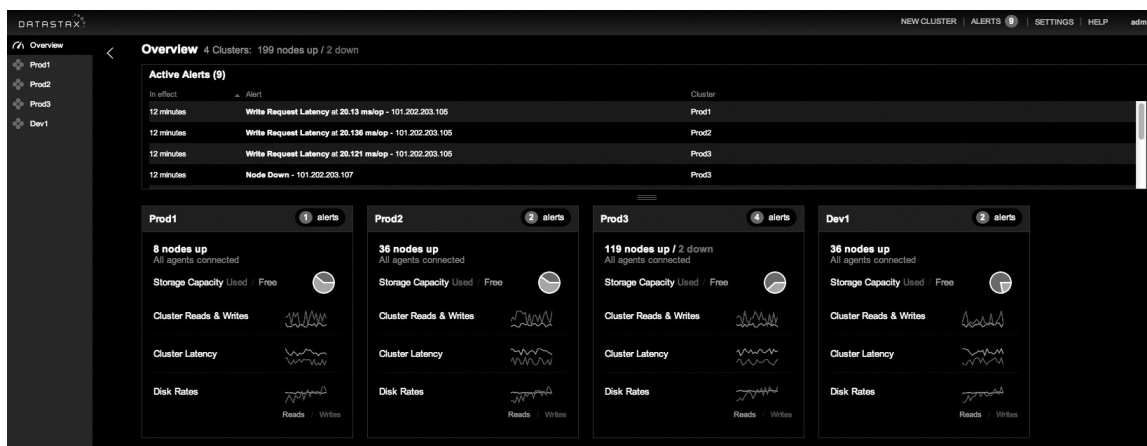 DATASTAX
NEW CLUSTER | ALERTS 9 | SETTINGS | HELP adm
Overview
Prod1
Prod2
Prod3
Dev1
Overview 4 Clusters: 199 nodes up / 2 down
Active Alerts (9)
In effect Alert Cluster
12 minutes Write Request Latency at 20.13 ms/op - 101.202.203.105 Prod1
12 minutes Write Request Latency at 20.136 ms/op - 101.202.203.105 Prod2
12 minutes Write Request Latency at 20.121 ms/op - 101.202.203.105 Prod3
12 minutes Node Down - 101.202.203.107 Prod3
Prod1 1 alerts
8 nodes up
All agents connected
Storage Capacity Used / Free
Cluster Reads & Writes
Cluster Latency
Disk Rates
Reads / Writes
Prod2 2 alerts
36 nodes up
All agents connected
Storage Capacity Used / Free
Cluster Reads & Writes
Cluster Latency
Disk Rates
Reads / Writes
Prod3 4 alerts
119 nodes up / 2 down
All agents connected
Storage Capacity Used / Free
Cluster Reads & Writes
Cluster Latency
Disk Rates
Reads / Writes
Dev1 2 alerts
36 nodes up
All agents connected
Storage Capacity Used / Free
Cluster Reads & Writes
Cluster Latency
Disk Rates
Reads / Writes